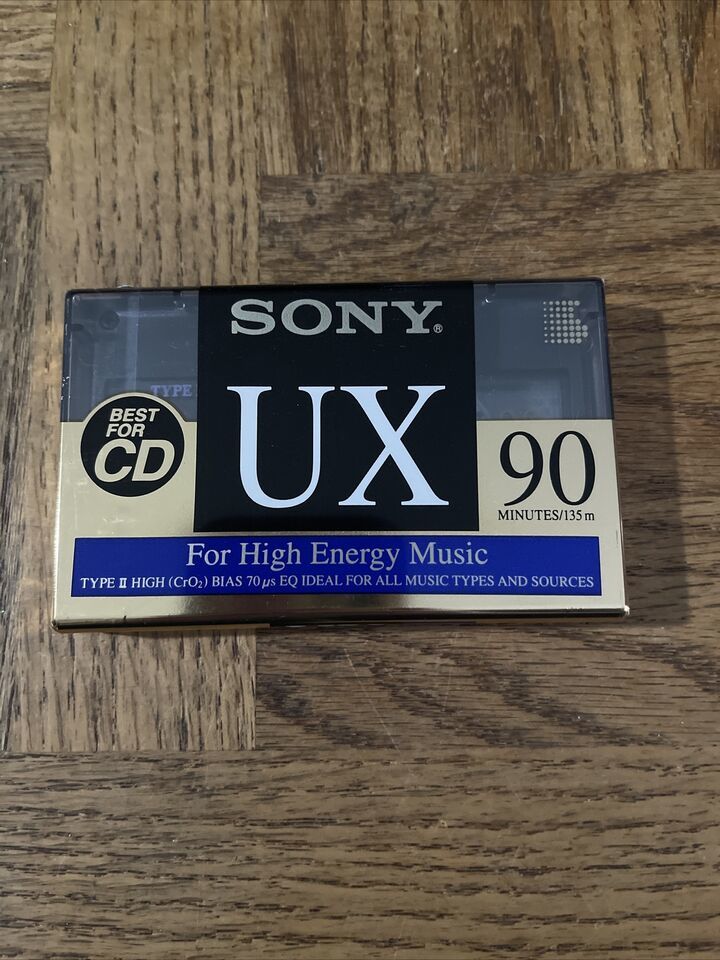 SONY®
TYPE
BEST
FOR
CD
UX
90
MINUTES/135 m
For High Energy Music
TYPE II HIGH (CrO₂) BIAS 70 µs EQ IDEAL FOR ALL MUSIC TYPES AND SOURCES